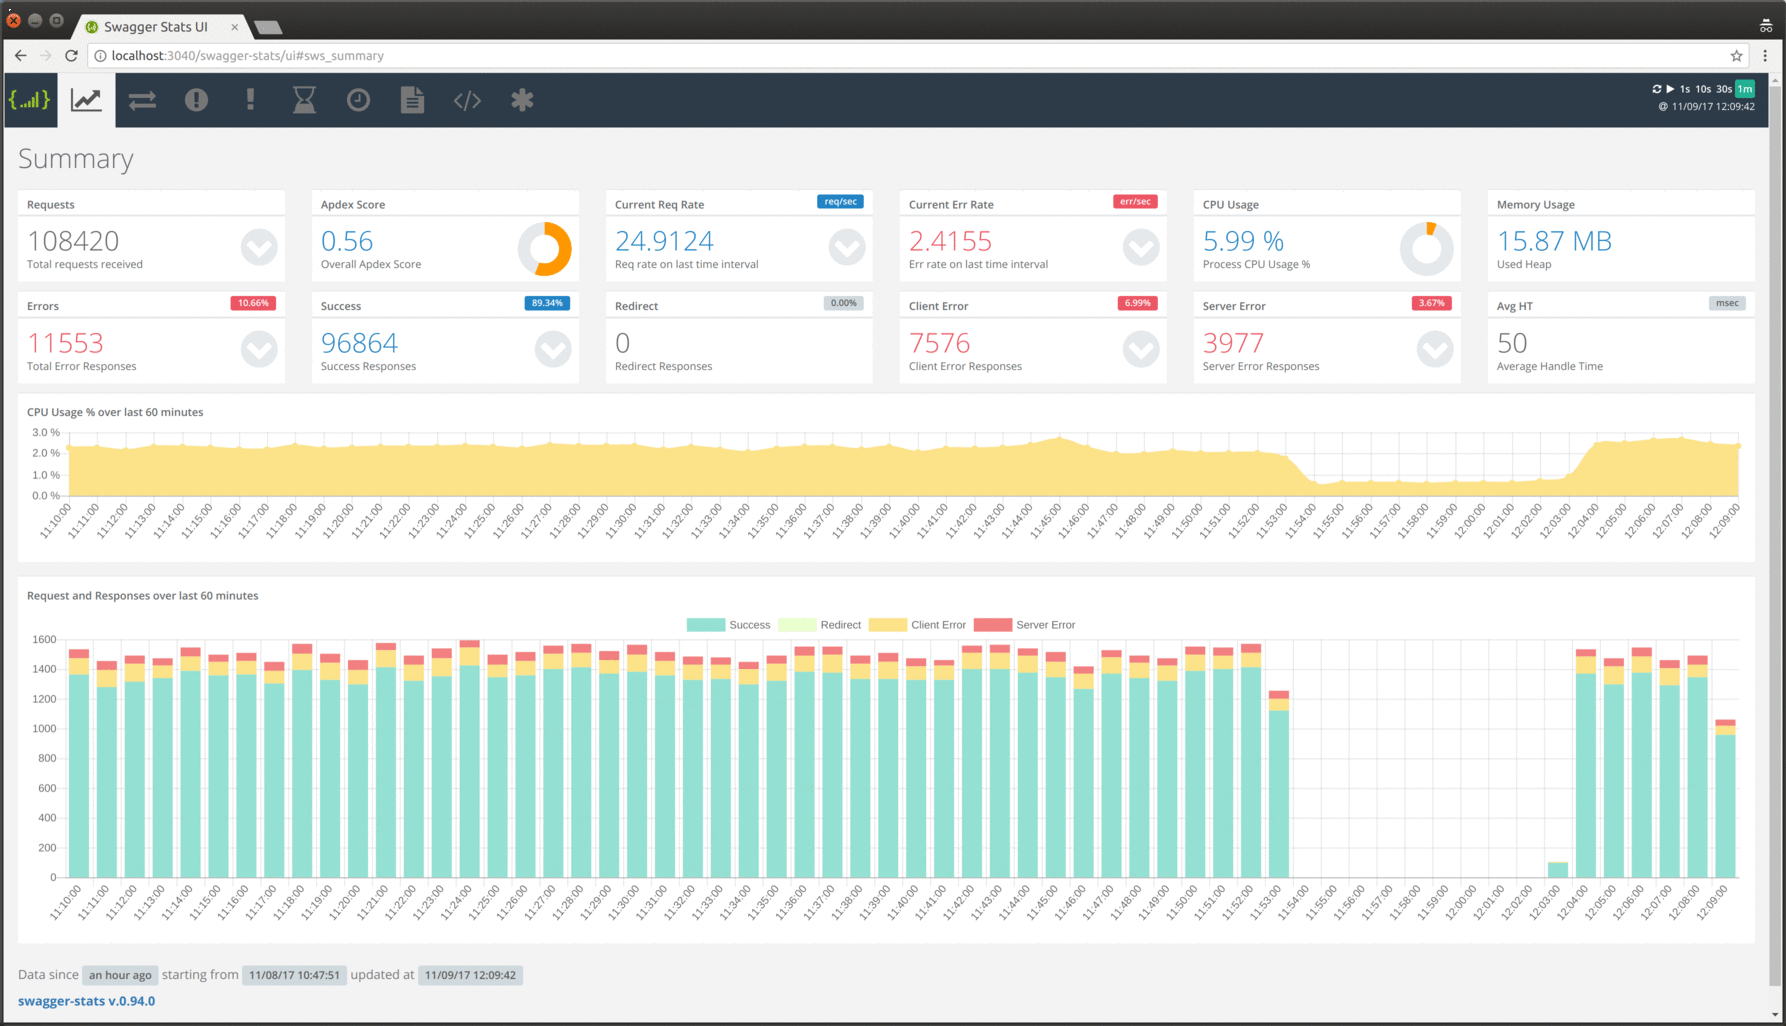 Swagger Stats UI
localhost:3040/swagger-stats/ui#sws_summary
1s 10s 30s 1m
@ 11/09/17 12:09:42
Summary
Requests
108420
Total requests received
Apdex Score
0.56
Overall Apdex Score
Current Req Rate req/sec
24.9124
Req rate on last time interval
Current Err Rate err/sec
2.4155
Err rate on last time interval
CPU Usage
5.99 %
Process CPU Usage %
Memory Usage
15.87 MB
Used Heap
Errors 10.66%
11553
Total Error Responses
Success 89.34%
96864
Success Responses
Redirect 0.00%
0
Redirect Responses
Client Error 6.99%
7576
Client Error Responses
Server Error 3.67%
3977
Server Error Responses
Avg HT msec
50
Average Handle Time
CPU Usage % over last 60 minutes
3.0 %
2.0 %
1.0 %
0.0 %
11:10:00 11:11:00 11:12:00 11:13:00 11:14:00 11:15:00 11:16:00 11:17:00 11:18:00 11:19:00 11:20:00 11:21:00 11:22:00 11:23:00 11:24:00 11:25:00 11:26:00 11:27:00 11:28:00 11:29:00 11:30:00 11:31:00 11:32:00 11:33:00 11:34:00 11:35:00 11:36:00 11:37:00 11:38:00 11:39:00 11:40:00 11:41:00 11:42:00 11:43:00 11:44:00 11:45:00 11:46:00 11:47:00 11:48:00 11:49:00 11:50:00 11:51:00 11:52:00 11:53:00 11:54:00 11:55:00 11:56:00 11:57:00 11:58:00 11:59:00 12:00:00 12:01:00 12:02:00 12:03:00 12:04:00 12:05:00 12:06:00 12:07:00 12:08:00 12:09:00
Request and Responses over last 60 minutes
Success Redirect Client Error Server Error
1600
1400
1200
1000
800
600
400
200
0
11:10:00 11:11:00 11:12:00 11:13:00 11:14:00 11:15:00 11:16:00 11:17:00 11:18:00 11:19:00 11:20:00 11:21:00 11:22:00 11:23:00 11:24:00 11:25:00 11:26:00 11:27:00 11:28:00 11:29:00 11:30:00 11:31:00 11:32:00 11:33:00 11:34:00 11:35:00 11:36:00 11:37:00 11:38:00 11:39:00 11:40:00 11:41:00 11:42:00 11:43:00 11:44:00 11:45:00 11:46:00 11:47:00 11:48:00 11:49:00 11:50:00 11:51:00 11:52:00 11:53:00 11:54:00 11:55:00 11:56:00 11:57:00 11:58:00 11:59:00 12:00:00 12:01:00 12:02:00 12:03:00 12:04:00 12:05:00 12:06:00 12:07:00 12:08:00 12:09:00
Data since an hour ago starting from 11/08/17 10:47:51 updated at 11/09/17 12:09:42
swagger-stats v.0.94.0